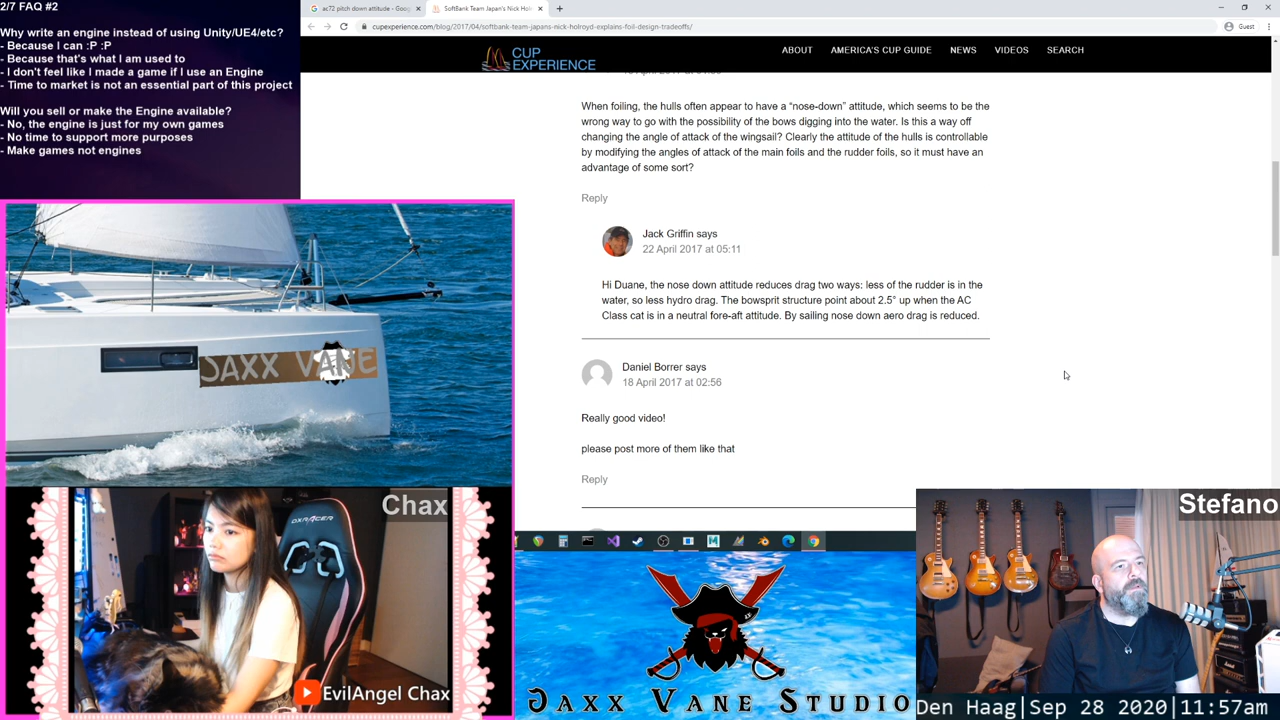 2/7 FAQ #2
Why write an engine instead of using Unity/UE4/etc?
- Because I can :P :P
- Because that's what I am used to
- I don't feel like I made a game if I use an Engine
- Time to market is not an essential part of this project
Will you sell or make the Engine available?
- No, the engine is just for my own games
- No time to support more purposes
- Make games not engines
ac72 pitch down attitude - Goog
SoftBank Team Japan's Nick Holr
cupexperience.com/blog/2017/04/softbank-team-japans-nick-holroyd-explains-foil-design-tradeoffs/
Guest
CUP
EXPERIENCE
ABOUT
AMERICA'S CUP GUIDE
NEWS
VIDEOS
SEARCH
When foiling, the hulls often appear to have a “nose-down” attitude, which seems to be the
wrong way to go with the possibility of the bows digging into the water. Is this a way off
changing the angle of attack of the wingsail? Clearly the attitude of the hulls is controllable
by modifying the angles of attack of the main foils and the rudder foils, so it must have an
advantage of some sort?
Reply
Jack Griffin says
22 April 2017 at 05:11
Hi Duane, the nose down attitude reduces drag two ways: less of the rudder is in the
water, so less hydro drag. The bowsprit structure point about 2.5° up when the AC
Class cat is in a neutral fore-aft attitude. By sailing nose down aero drag is reduced.
Daniel Borrer says
18 April 2017 at 02:56
Really good video!
please post more of them like that
Reply
JAXX VANE
Chax
DXRACER
EvilAngel Chax
Jaxx Vane Studio
Stefano
Marshall
Den Haag|Sep 28 2020|11:57am